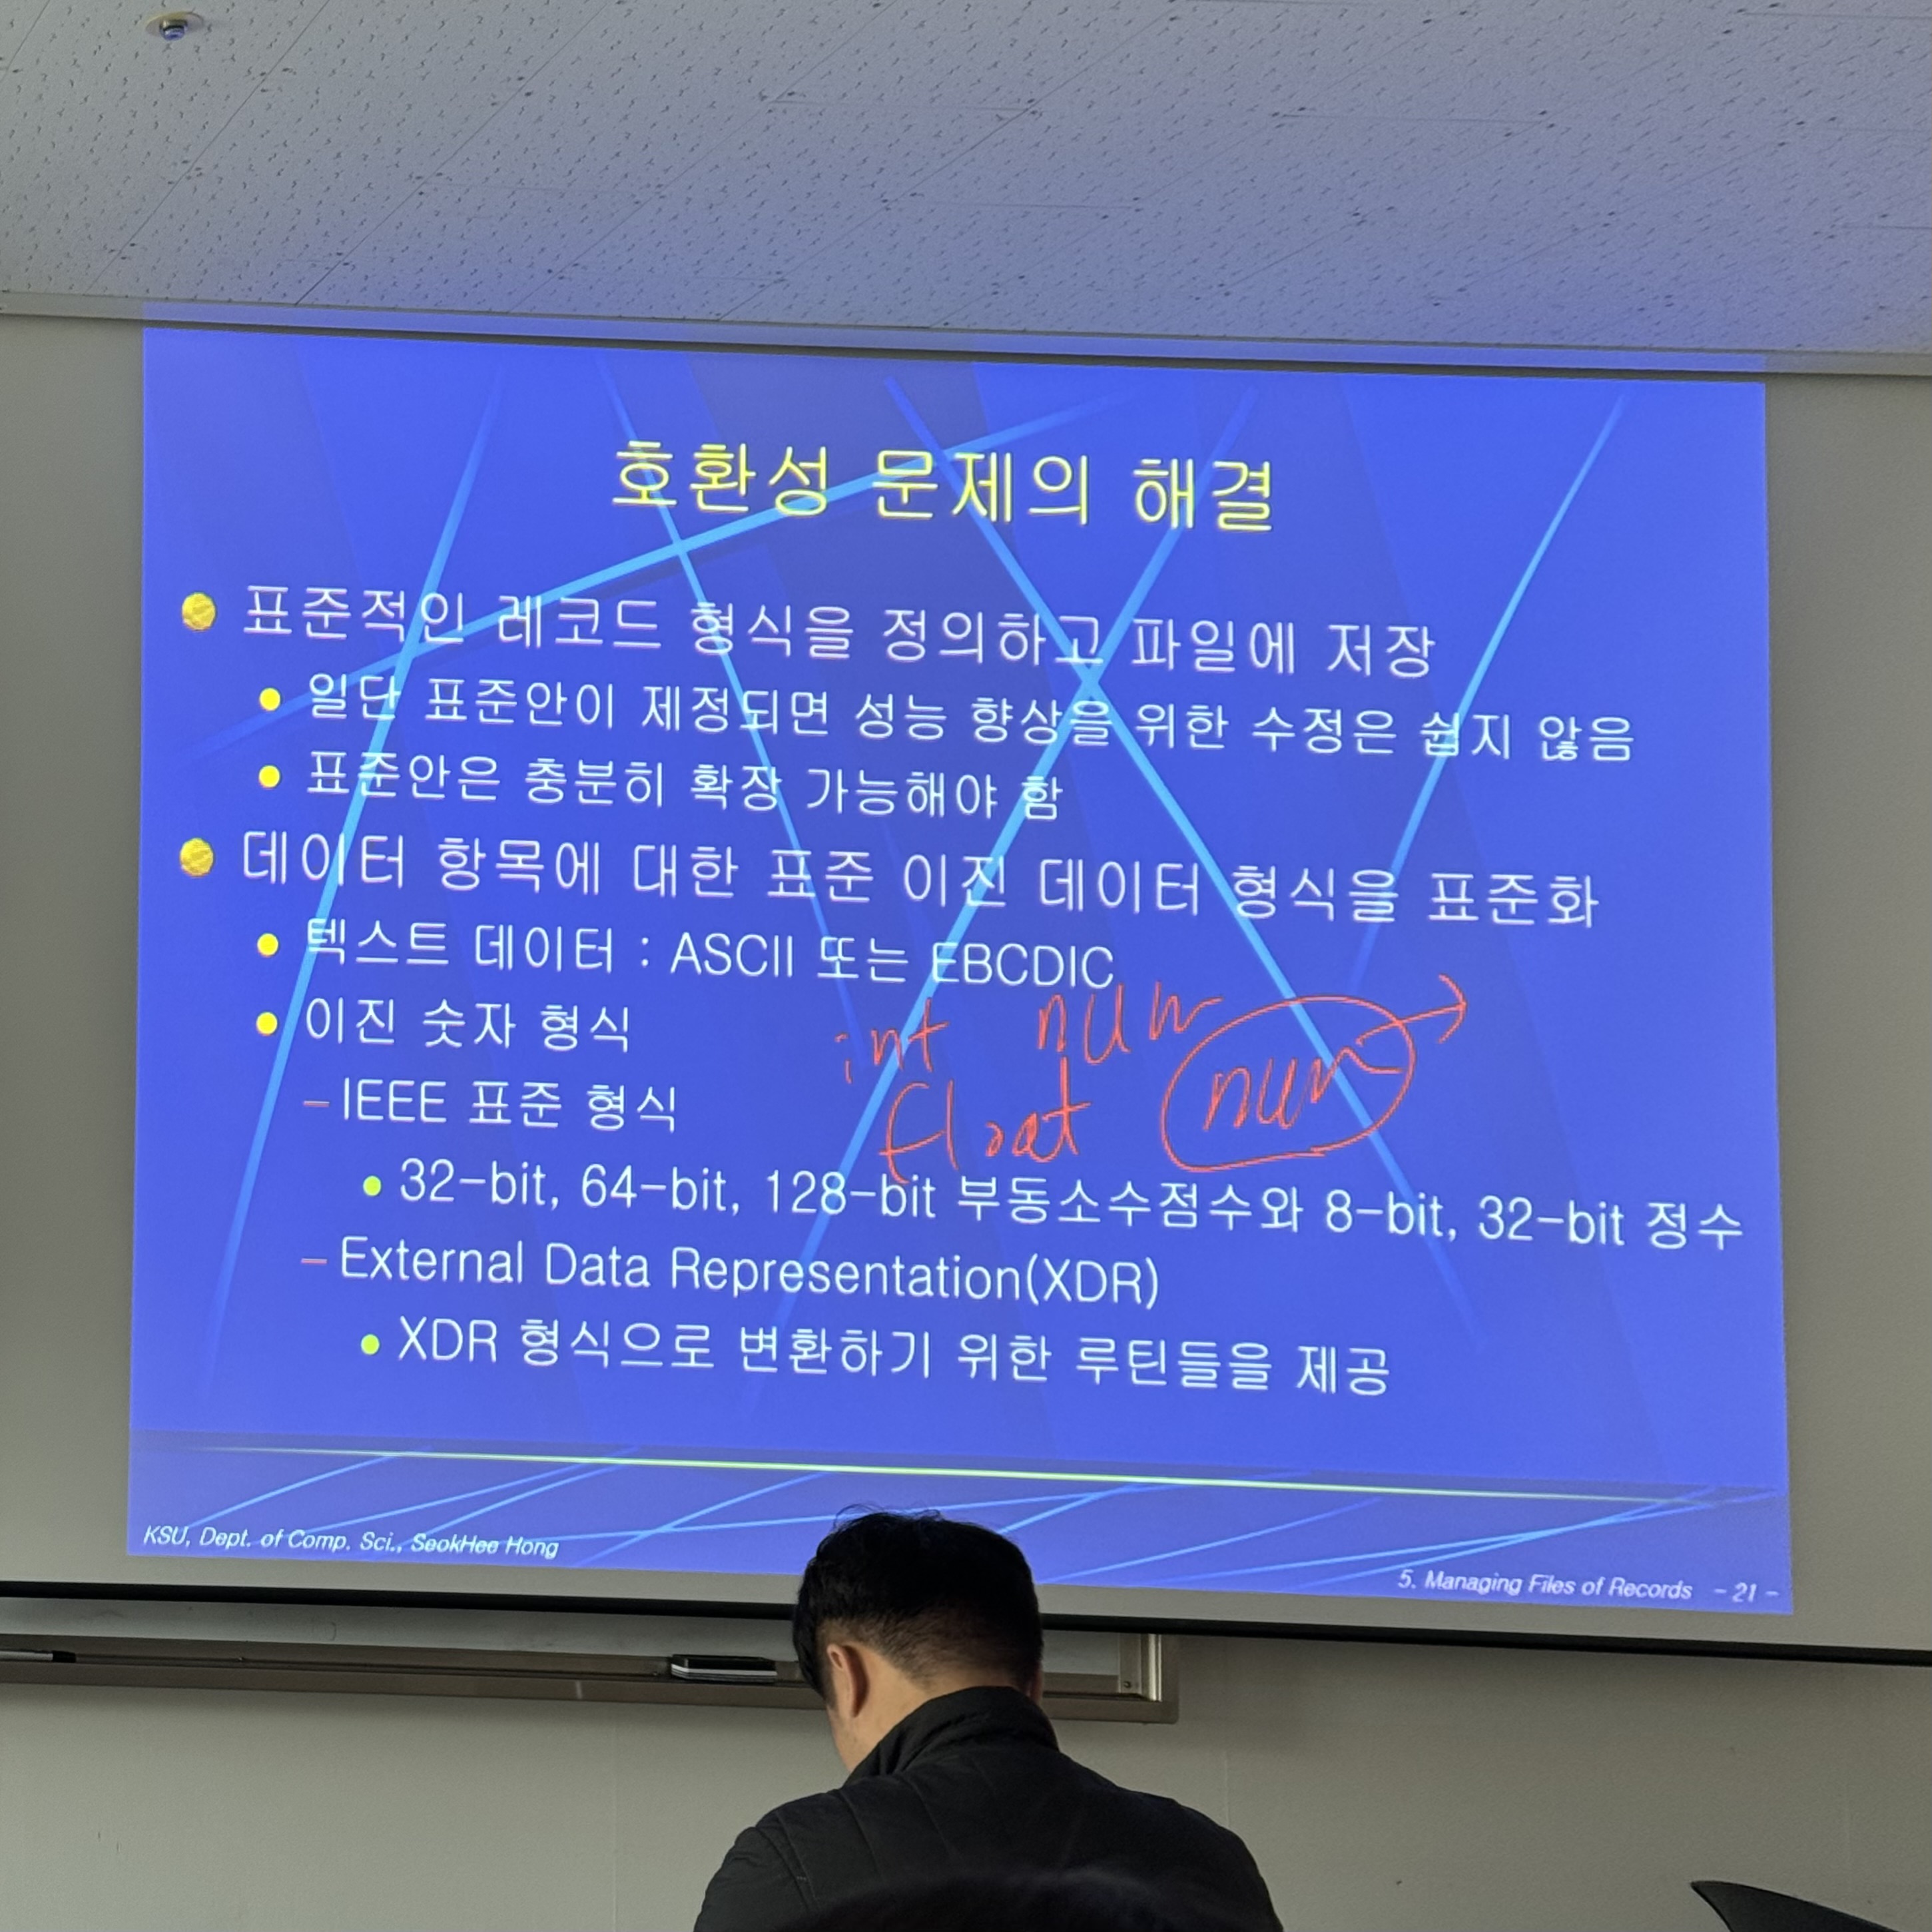 호환성 문제의 해결
표준적인 레코드 형식을 정의하고 파일에 저장
일단 표준안이 제정되면 성능 향상을 위한 수정은 쉽지 않음
표준안은 충분히 확장 가능해야 함
데이터 항목에 대한 표준 이진 데이터 형식을 표준화
텍스트 데이터 : ASCII 또는 EBCDIC
이진 숫자 형식
int num
– IEEE 표준 형식
float num
32-bit, 64-bit, 128-bit 부동소수점수와 8-bit, 32-bit 정수
– External Data Representation(XDR)
XDR 형식으로 변환하기 위한 루틴들을 제공
KSU, Dept. of Comp. Sci., SeokHee Hong
5. Managing Files of Records - 21 -